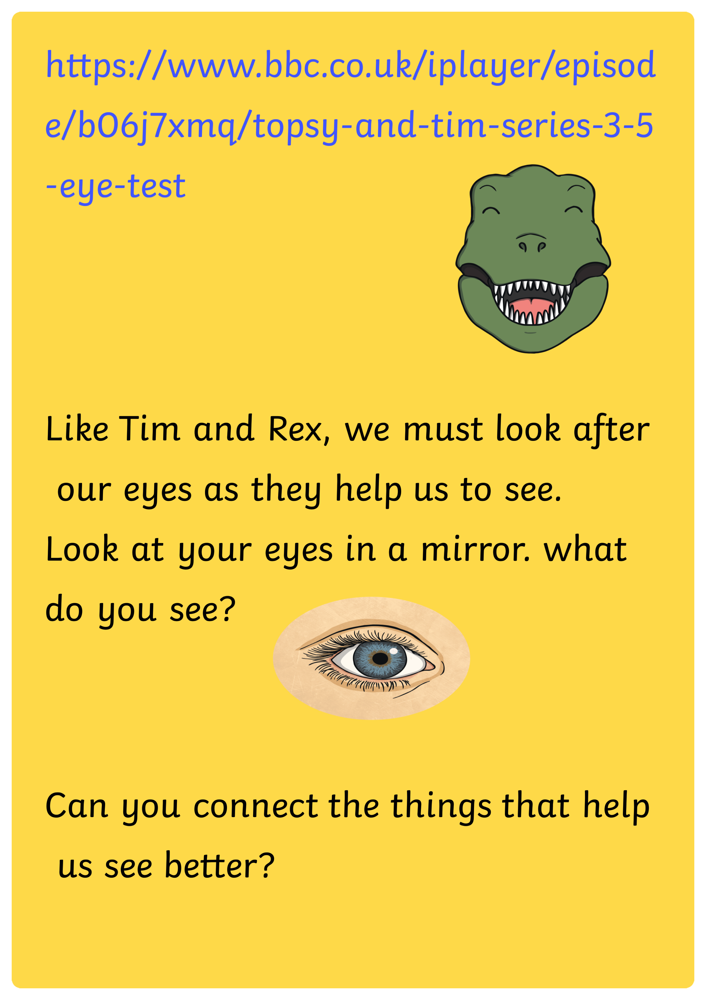 https://www.bbc.co.uk/iplayer/episod
e/b06j7xmq/topsy-and-tim-series-3-5
-eye-test
Like Tim and Rex, we must look after
our eyes as they help us to see.
Look at your eyes in a mirror. what
do you see?
Can you connect the things that help
us see better?